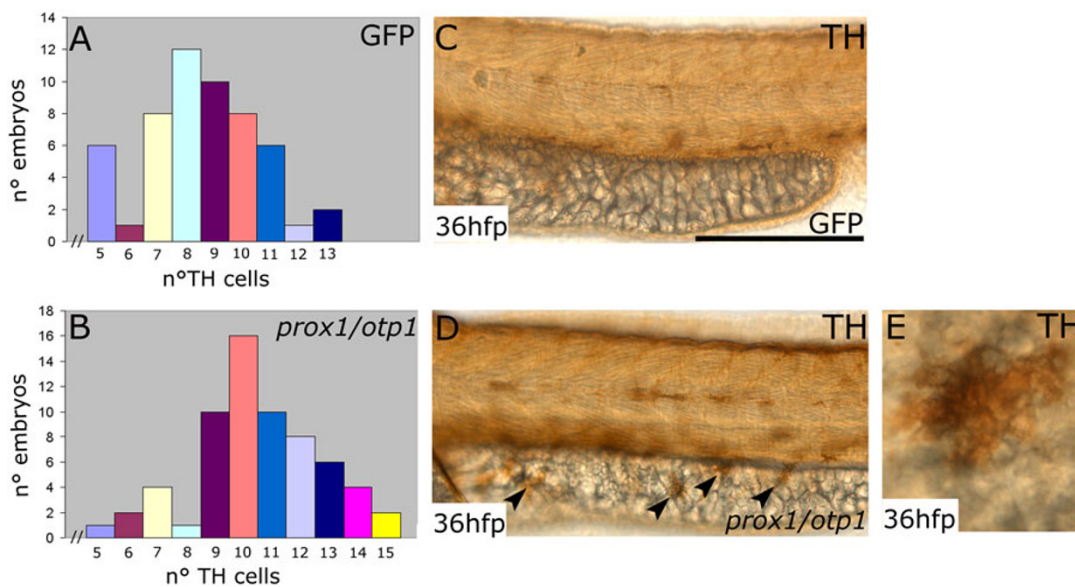 A
GFP
n° embryos
14
12
10
8
6
4
2
0
//
5 6 7 8 9 10 11 12 13
n°TH cells
C
TH
36hfp
GFP
B
prox1/otp1
n° embryos
18
16
14
12
10
8
6
4
2
0
//
5 6 7 8 9 10 11 12 13 14 15
n° TH cells
D
TH
36hfp
prox1/otp1
E
TH
36hfp